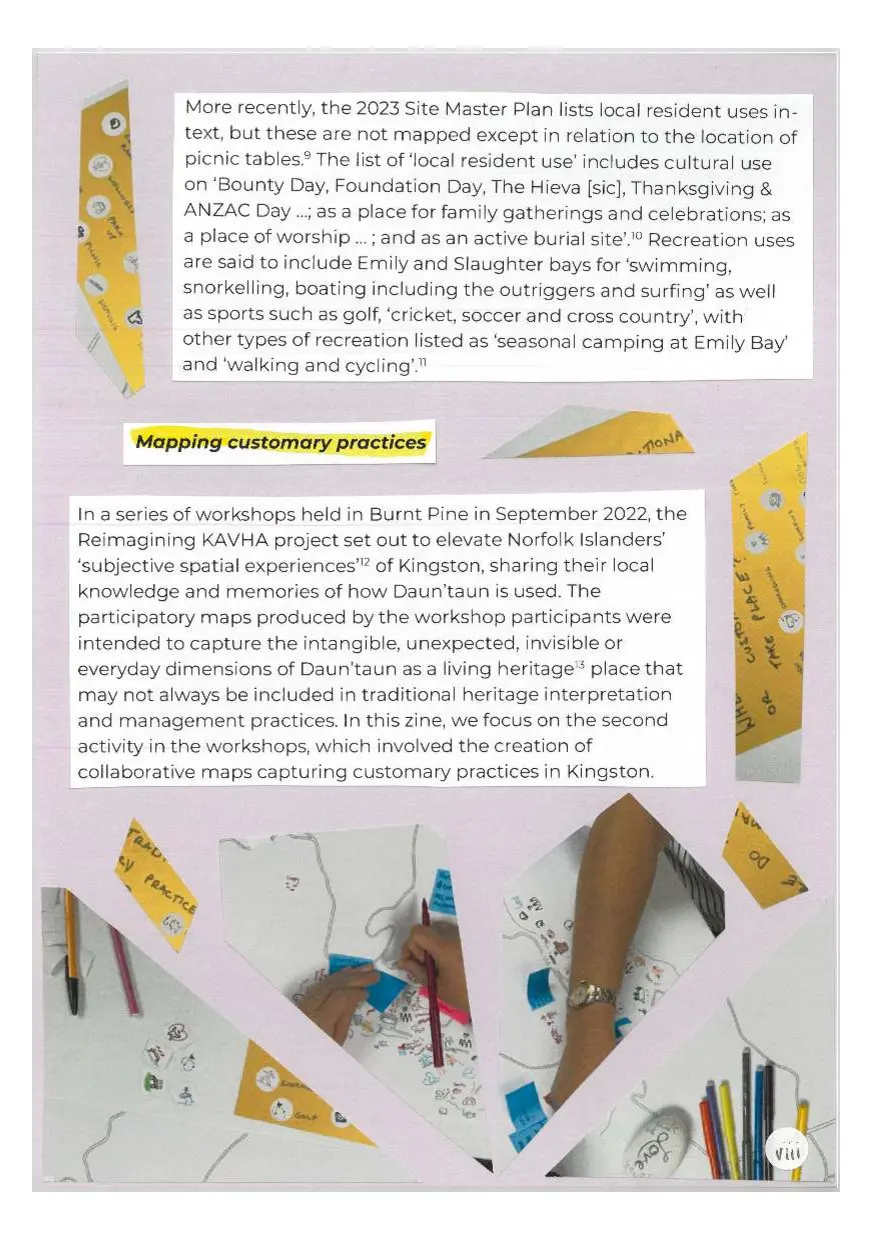 More recently, the 2023 Site Master Plan lists local resident uses in-
text, but these are not mapped except in relation to the location of
picnic tables.⁹ The list of ‘local resident use’ includes cultural use
on ‘Bounty Day, Foundation Day, The Hieva [sic], Thanksgiving &
ANZAC Day ...; as a place for family gatherings and celebrations; as
a place of worship ... ; and as an active burial site’.¹⁰ Recreation uses
are said to include Emily and Slaughter bays for ‘swimming,
snorkelling, boating including the outriggers and surfing’ as well
as sports such as golf, ‘cricket, soccer and cross country’, with
other types of recreation listed as ‘seasonal camping at Emily Bay’
and ‘walking and cycling’.¹¹
Mapping customary practices
In a series of workshops held in Burnt Pine in September 2022, the
Reimagining KAVHA project set out to elevate Norfolk Islanders’
‘subjective spatial experiences’¹² of Kingston, sharing their local
knowledge and memories of how Daun’taun is used. The
participatory maps produced by the workshop participants were
intended to capture the intangible, unexpected, invisible or
everyday dimensions of Daun’taun as a living heritage¹³ place that
may not always be included in traditional heritage interpretation
and management practices. In this zine, we focus on the second
activity in the workshops, which involved the creation of
collaborative maps capturing customary practices in Kingston.
TIONA
PICNIC
FAMILY
CUSTO
OR TAKE PLACE?
TRAD
RY PRACTICE
DO
GOLF
Love
viii